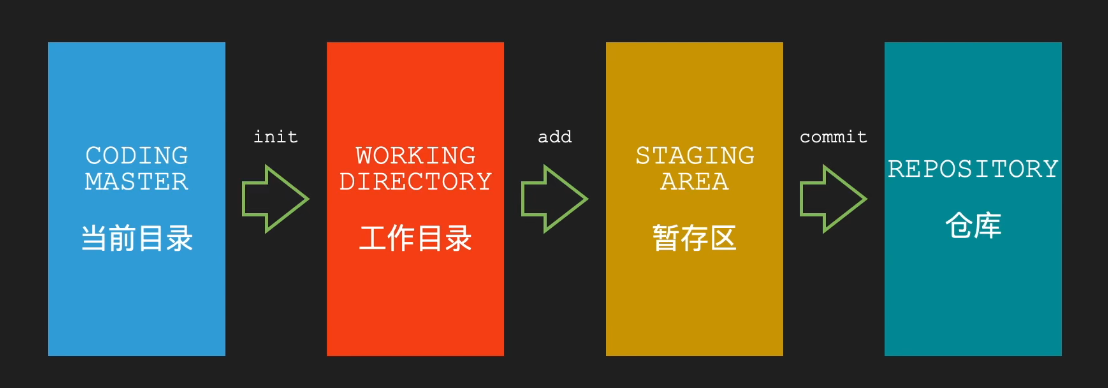 CODING
MASTER
当前目录
init
WORKING
DIRECTORY
工作目录
add
STAGING
AREA
暂存区
commit
REPOSITORY
仓库